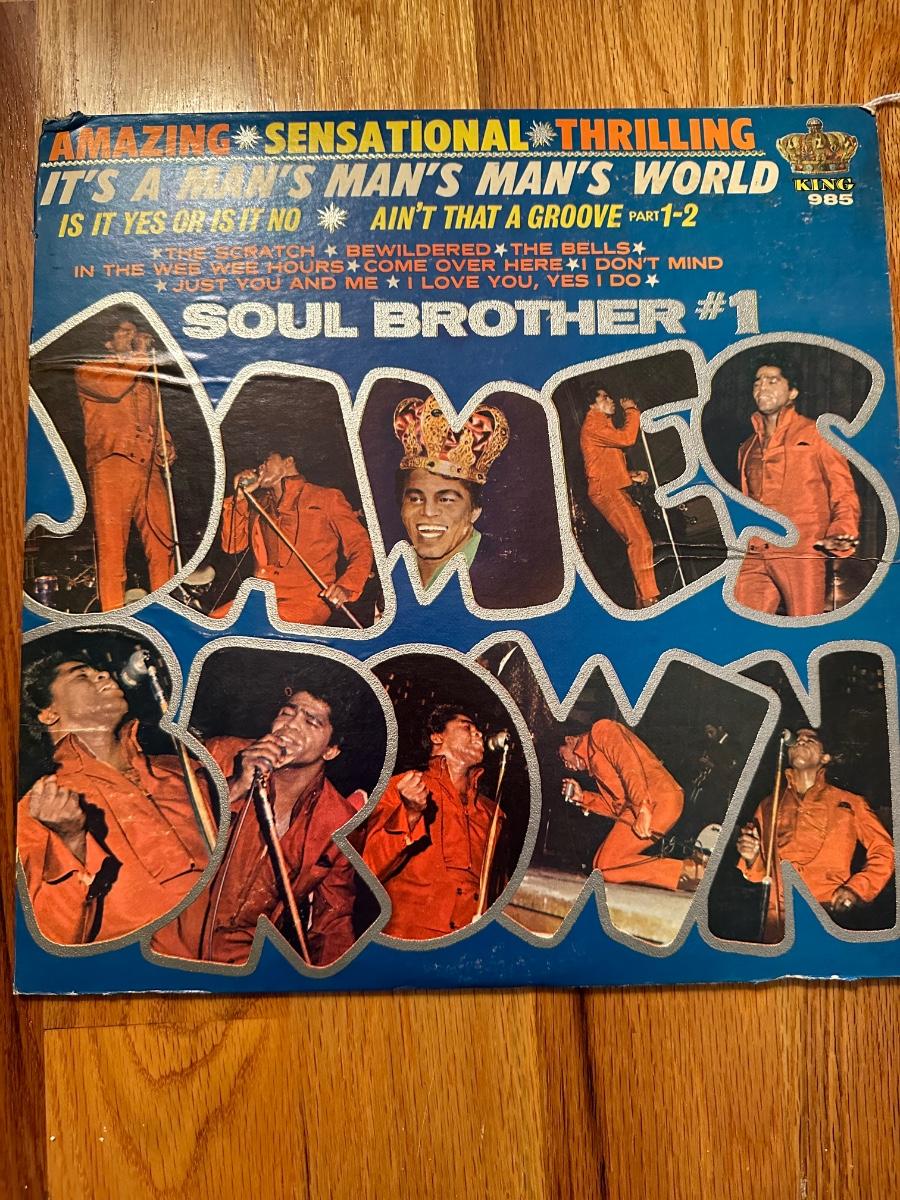 AMAZING SENSATIONAL THRILLING
IT'S A MAN'S MAN'S MAN'S WORLD
KING
985
IS IT YES OR IS IT NO AIN'T THAT A GROOVE PART 1-2
THE SCRATCH BEWILDERED THE BELLS
IN THE WEE WEE HOURS COME OVER HERE I DON'T MIND
JUST YOU AND ME I LOVE YOU, YES I DO
SOUL BROTHER #1
JAMES
BROWN